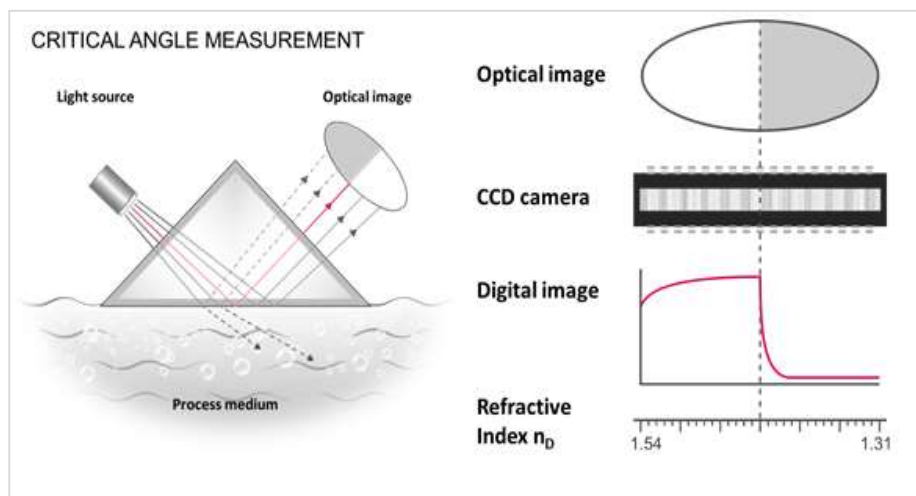 CRITICAL ANGLE MEASUREMENT
Light source
Optical image
Process medium
Optical image
CCD camera
Digital image
Refractive
Index n_D
1.54
1.31